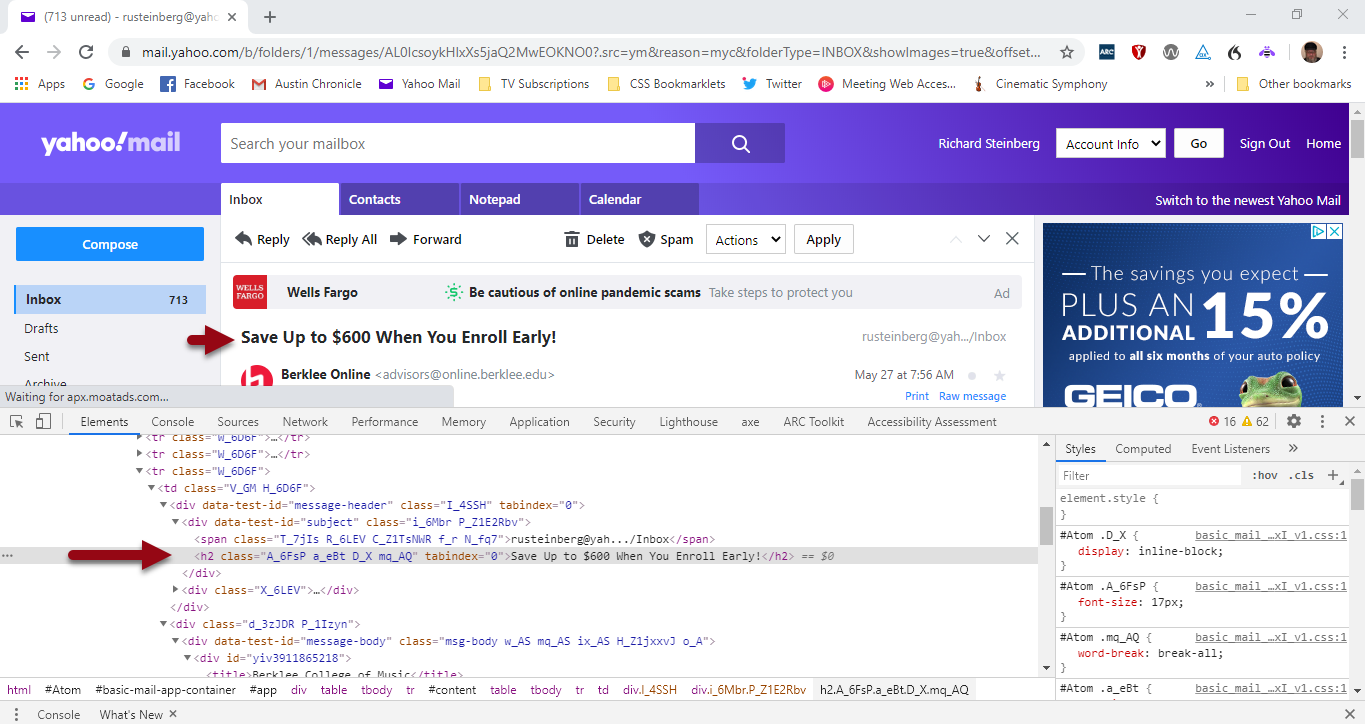 (713 unread) - rusteinberg@yaho
mail.yahoo.com/b/folders/1/messages/AL0IcsoykHIxXs5jaQ2MwEOKNO0?.src=ym&reason=myc&folderType=INBOX&showImages=true&offset...
ARC
Apps Google Facebook Austin Chronicle Yahoo Mail TV Subscriptions CSS Bookmarklets Twitter Meeting Web Acces... Cinematic Symphony » Other bookmarks
yahoo!mail
Search your mailbox
Richard Steinberg Account Info Go Sign Out Home
Inbox Contacts Notepad Calendar
Switch to the newest Yahoo Mail
Compose
Reply Reply All Forward Delete Spam Actions Apply
Inbox 713
Drafts
Sent
Archive
WELLS
FARGO
Wells Fargo Be cautious of online pandemic scams Take steps to protect you Ad
Save Up to $600 When You Enroll Early! rusteinberg@yah.../Inbox
Berklee Online <advisors@online.berklee.edu> May 27 at 7:56 AM
Print Raw message
The savings you expect
PLUS AN
ADDITIONAL 15%
applied to all six months of your auto policy
GEICO
Waiting for apx.moatads.com...
Elements Console Sources Network Performance Memory Application Security Lighthouse axe ARC Toolkit Accessibility Assessment 16 62
<tr class="W_6D6F">…</tr>
<tr class="W_6D6F">…</tr>
<tr class="W_6D6F">
<td class="V_GM H_6D6F">
<div data-test-id="message-header" class="I_4SSH" tabindex="0">
<div data-test-id="subject" class="i_6Mbr P_Z1E2Rbv">
<span class="T_7jIs R_6LEV C_Z1TsNWR f_r N_fq7">rusteinberg@yah.../Inbox</span>
<h2 class="A_6FsP a_eBt D_X mq_AQ" tabindex="0">Save Up to $600 When You Enroll Early!</h2> == $0
</div>
<div class="X_6LEV">…</div>
</div>
<div class="d_3zJDR P_1Izyn">
<div data-test-id="message-body" class="msg-body w_AS mq_AS ix_AS H_Z1jxxvJ o_A">
<div id="yiv3911865218">
<title>Berklee College of Music</title>
Styles Computed Event Listeners »
Filter :hov .cls +
element.style {
}
#Atom .D_X { basic_mail_…xI_v1.css:1
display: inline-block;
}
#Atom .A_6FsP { basic_mail_…xI_v1.css:1
font-size: 17px;
}
#Atom .mq_AQ { basic_mail_…xI_v1.css:1
word-break: break-all;
}
#Atom .a_eBt { basic_mail_…xI_v1.css:1
html #Atom #basic-mail-app-container #app div table tbody tr #content table tbody tr td div.I_4SSH div.i_6Mbr.P_Z1E2Rbv h2.A_6FsP.a_eBt.D_X.mq_AQ
Console What's New